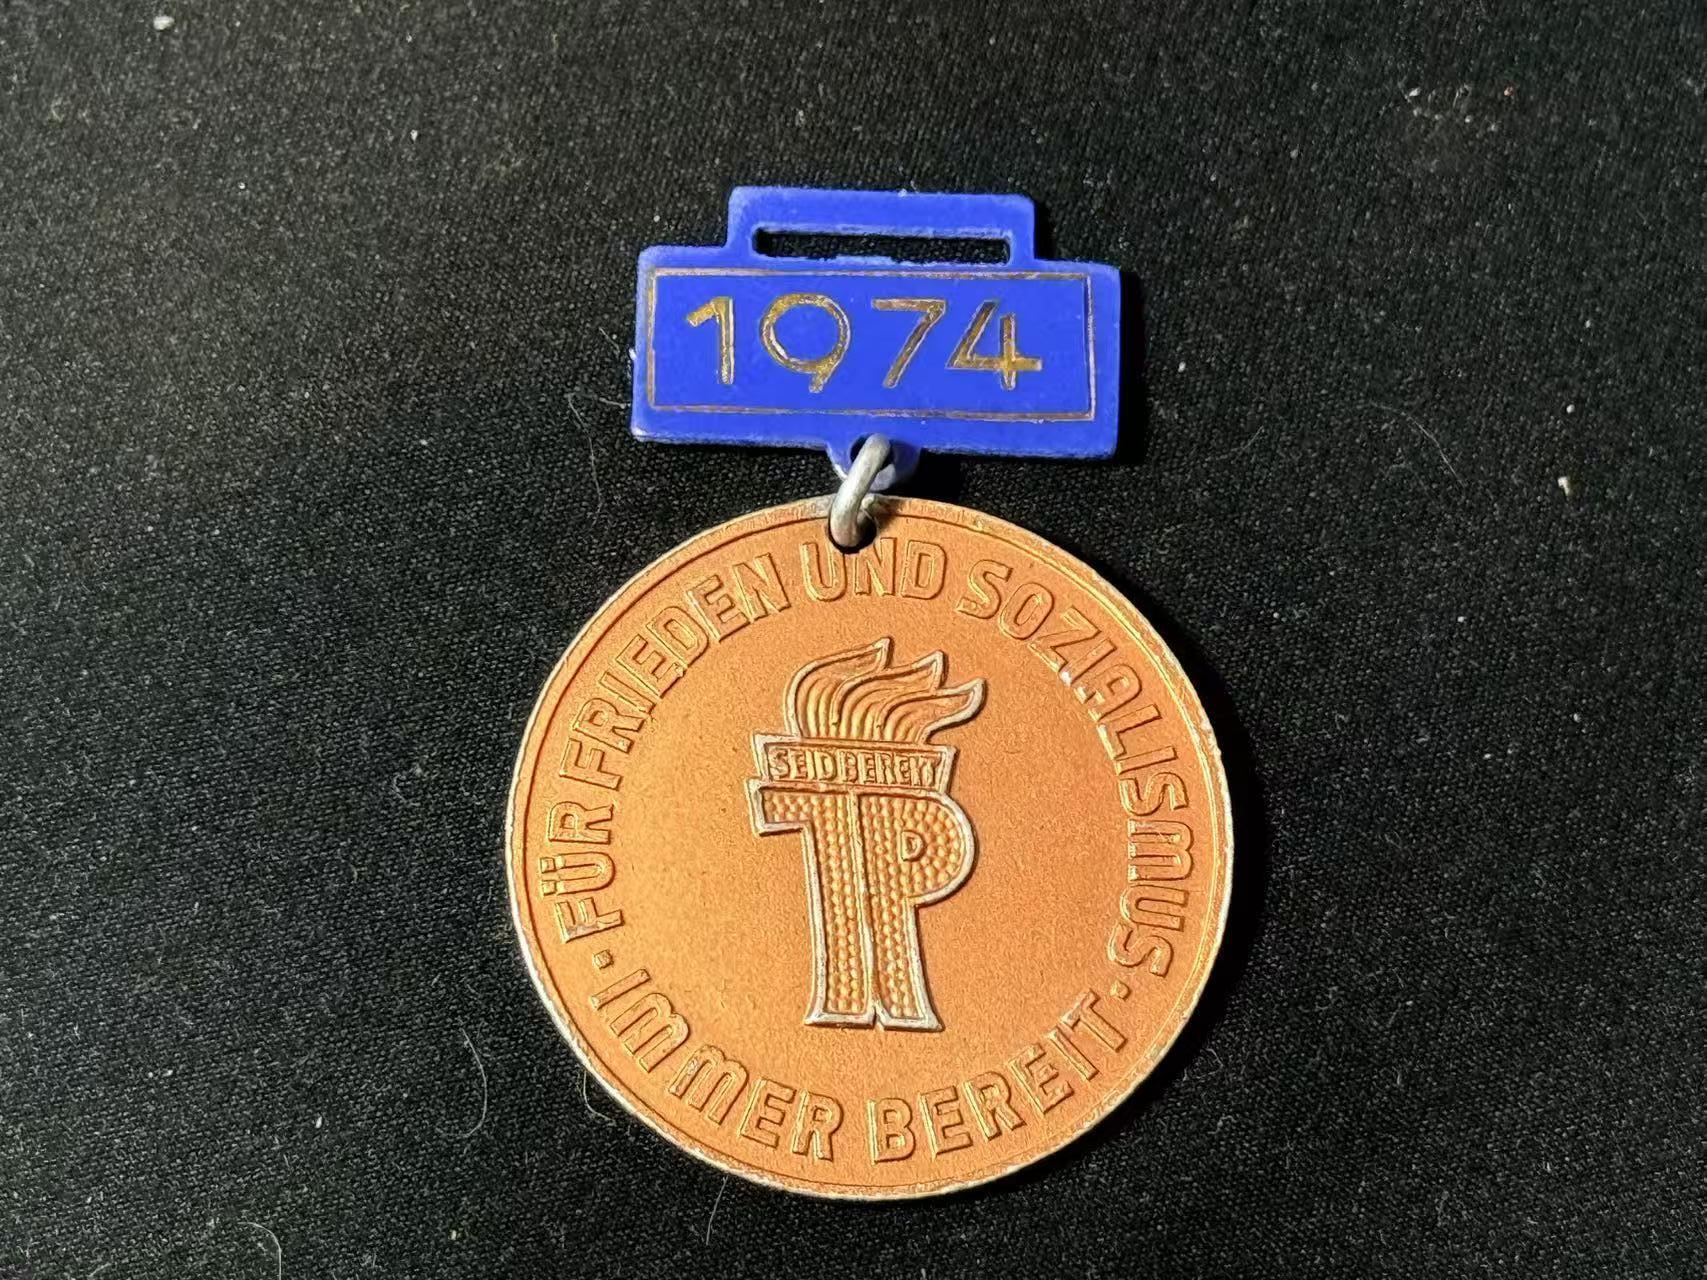 1974
FÜR FRIEDEN UND SOZIALISMUS
· IMMER BEREIT ·
SEID BEREIT
JP
D